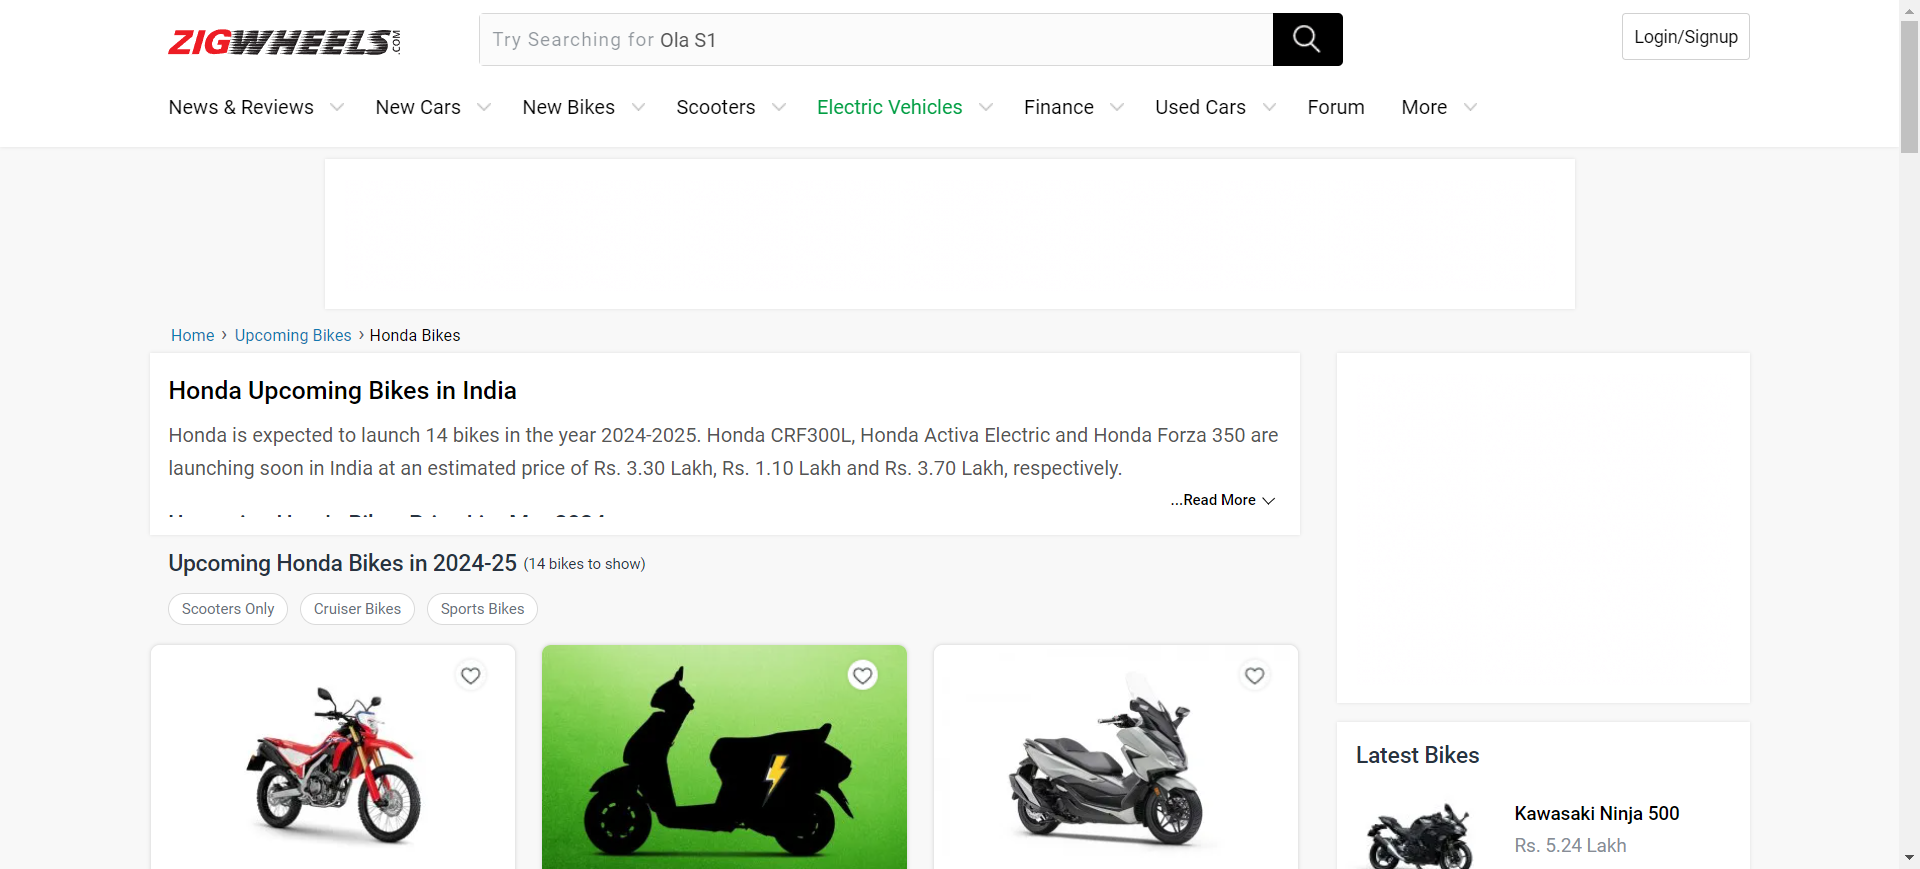 ZIGWHEELS.COM
Try Searching for Ola S1
Login/Signup
News & Reviews New Cars New Bikes Scooters Electric Vehicles Finance Used Cars Forum More
Home › Upcoming Bikes › Honda Bikes
Honda Upcoming Bikes in India
Honda is expected to launch 14 bikes in the year 2024-2025. Honda CRF300L, Honda Activa Electric and Honda Forza 350 are
launching soon in India at an estimated price of Rs. 3.30 Lakh, Rs. 1.10 Lakh and Rs. 3.70 Lakh, respectively.
...Read More
Upcoming Honda Bikes in 2024-25 (14 bikes to show)
Scooters Only Cruiser Bikes Sports Bikes
Latest Bikes
Kawasaki Ninja 500
Rs. 5.24 Lakh